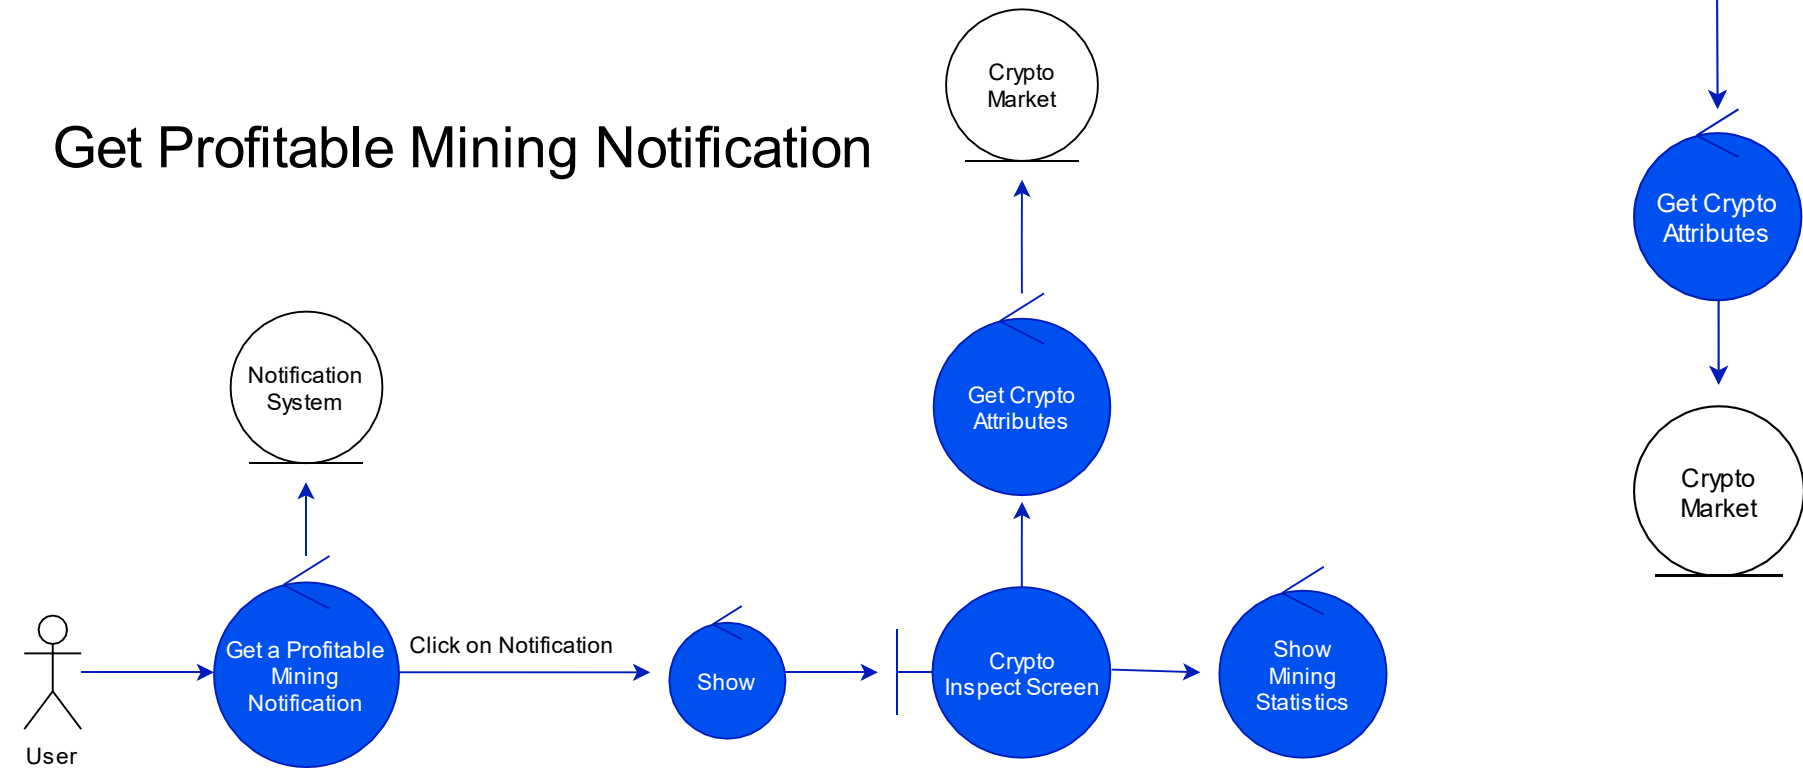 Get Profitable Mining Notification
Crypto
Market
Get Crypto
Attributes
Notification
System
Get Crypto
Attributes
Crypto
Market
Get a Profitable
Mining
Notification
Click on Notification
Show
Crypto
Inspect Screen
Show
Mining
Statistics
User